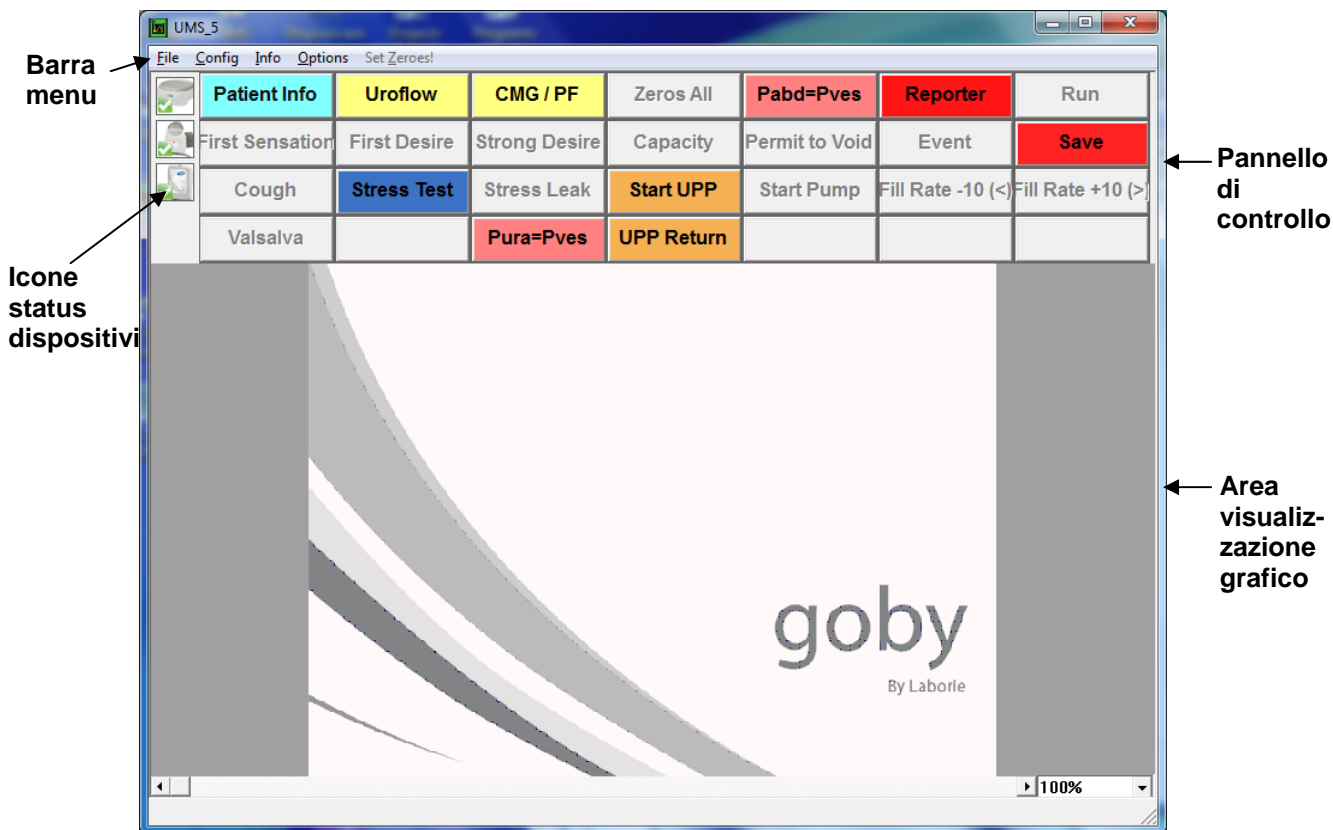 UMS_5
File Config Info Options Set Zeroes!
Barra
menu
Patient Info Uroflow CMG / PF Zeros All Pabd=Pves Reporter Run
First Sensation First Desire Strong Desire Capacity Permit to Void Event Save
Cough Stress Test Stress Leak Start UPP Start Pump Fill Rate -10 (<) Fill Rate +10 (>)
Valsalva Pura=Pves UPP Return
Pannello
di
controllo
Icone
status
dispositivi
Area
visualiz-
zazione
grafico
goby
By Laborie
100%